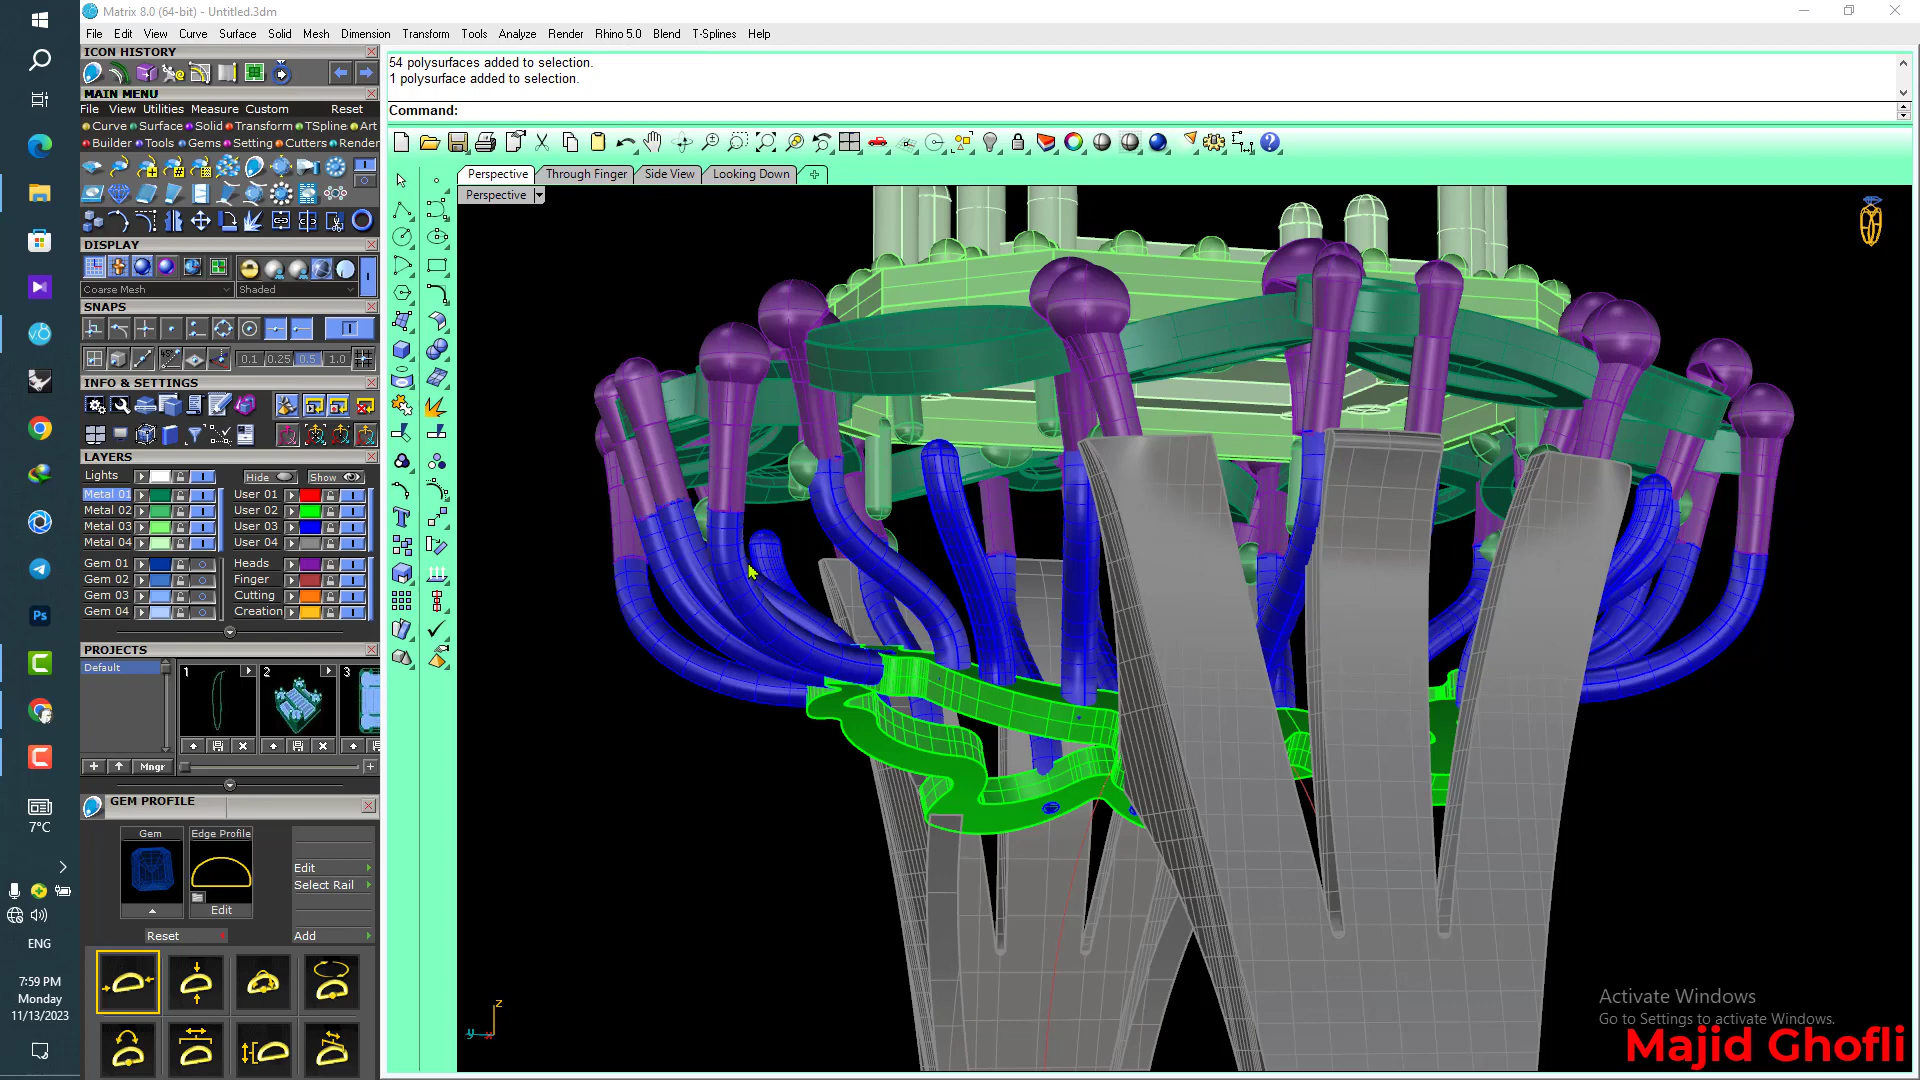 Matrix 8.0 (64-bit) - Untitled.3dm
File Edit View Curve Surface Solid Mesh Dimension Transform Tools Analyze Render Rhino 5.0 Blend T-Splines Help
ICON HISTORY
MAIN MENU
File View Utilities Measure Custom Reset
Curve Surface Solid Transform TSpline Art
Builder Tools Gems Setting Cutters Render
DISPLAY
Coarse Mesh Shaded
SNAPS
0.1 0.25 0.5 1.0
INFO & SETTINGS
LAYERS
Lights Hide Show
Metal 01 User 01
Metal 02 User 02
Metal 03 User 03
Metal 04 User 04
Gem 01 Heads
Gem 02 Finger
Gem 03 Cutting
Gem 04 Creation
PROJECTS
Default
1 2 3
Mngr
GEM PROFILE
Gem Edge Profile
Edit
Select Rail
Edit
Reset Add
54 polysurfaces added to selection.
1 polysurface added to selection.
Command:
Perspective Through Finger Side View Looking Down
Perspective
z
y x
Ps
7°C
ENG
7:59 PM
Monday
11/13/2023
Activate Windows
Go to Settings to activate Windows.
Majid Ghofli